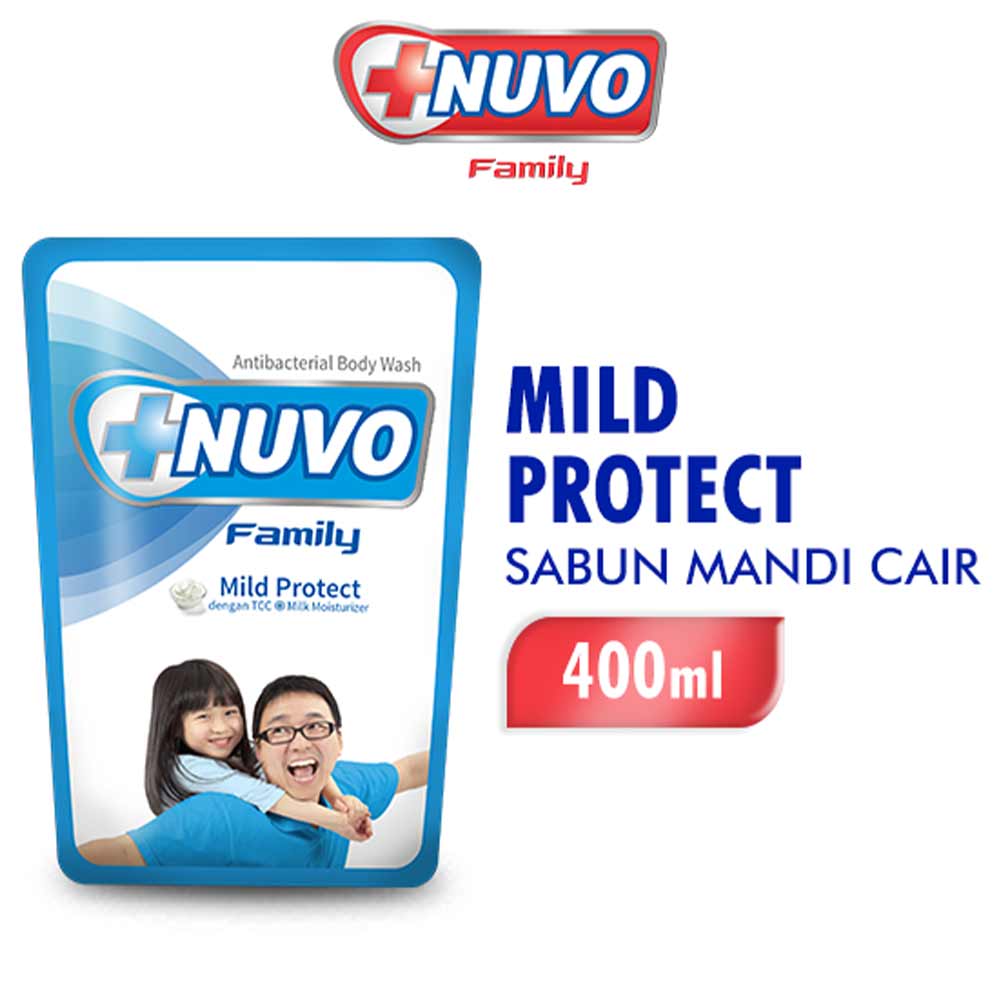 NUVO
Family
Antibacterial Body Wash
NUVO
Family
Mild Protect
dengan TCC & Milk Moisturizer
MILD
PROTECT
SABUN MANDI CAIR
400ml